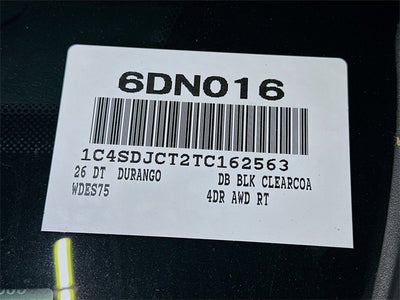 6DN016
1C4SDJCT2TC162563
26 DT DURANGO DB BLK CLEARCOA
WDES75 4DR AWD RT